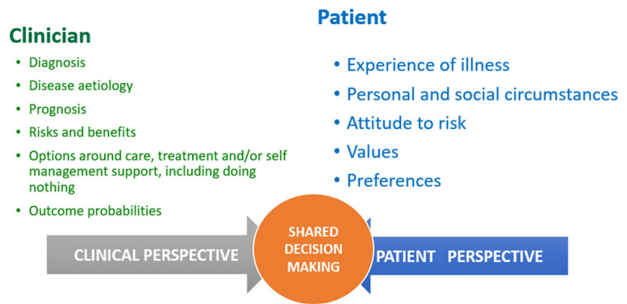 Clinician
• Diagnosis
• Disease aetiology
• Prognosis
• Risks and benefits
• Options around care, treatment and/or self
management support, including doing
nothing
• Outcome probabilities
Patient
• Experience of illness
• Personal and social circumstances
• Attitude to risk
• Values
• Preferences
CLINICAL PERSPECTIVE
SHARED
DECISION
MAKING
PATIENT PERSPECTIVE